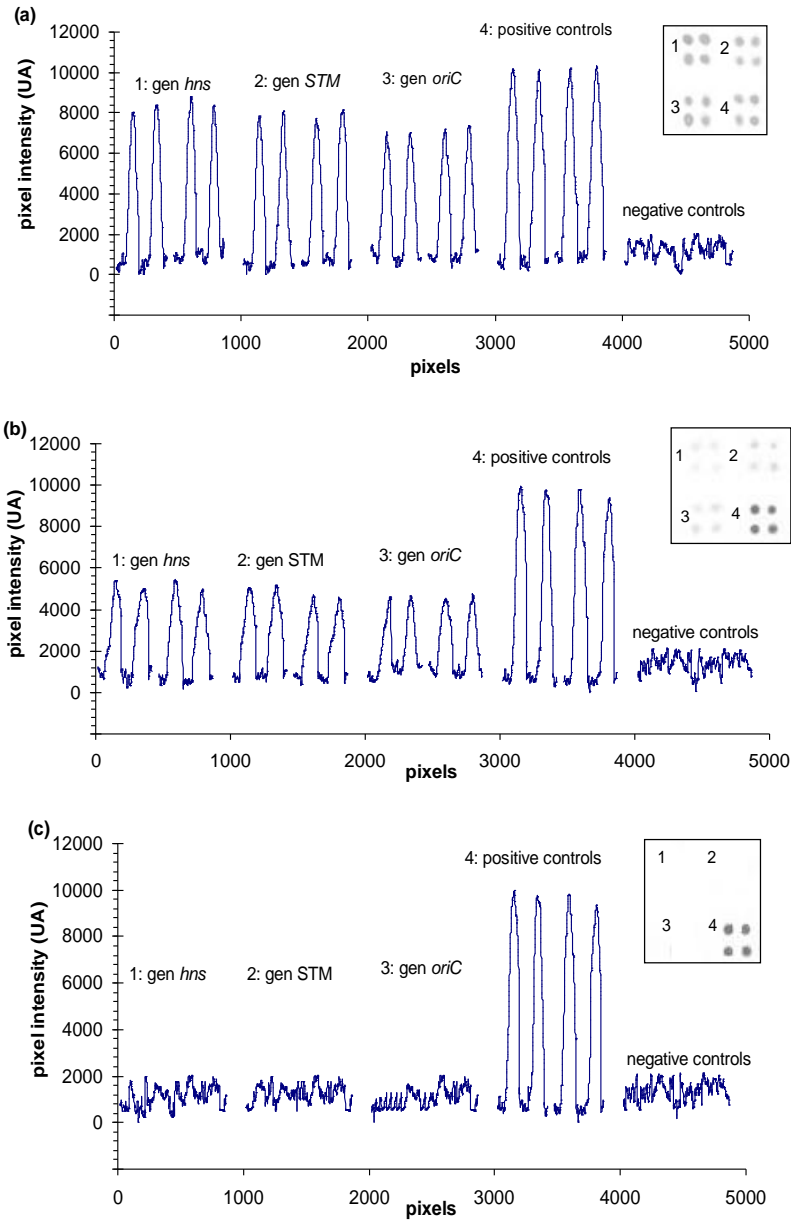 (a)
pixel intensity (UA)
12000
10000
8000
6000
4000
2000
0
1: gen hns
2: gen STM
3: gen oriC
4: positive controls
negative controls
1 2
3 4
0 1000 2000 3000 4000 5000
pixels
(b)
pixel intensity (UA)
12000
10000
8000
6000
4000
2000
0
1: gen hns
2: gen STM
3: gen oriC
4: positive controls
negative controls
1 2
3 4
0 1000 2000 3000 4000 5000
pixels
(c)
pixel intensity (UA)
12000
10000
8000
6000
4000
2000
0
1: gen hns
2: gen STM
3: gen oriC
4: positive controls
negative controls
1 2
3 4
0 1000 2000 3000 4000 5000
pixels